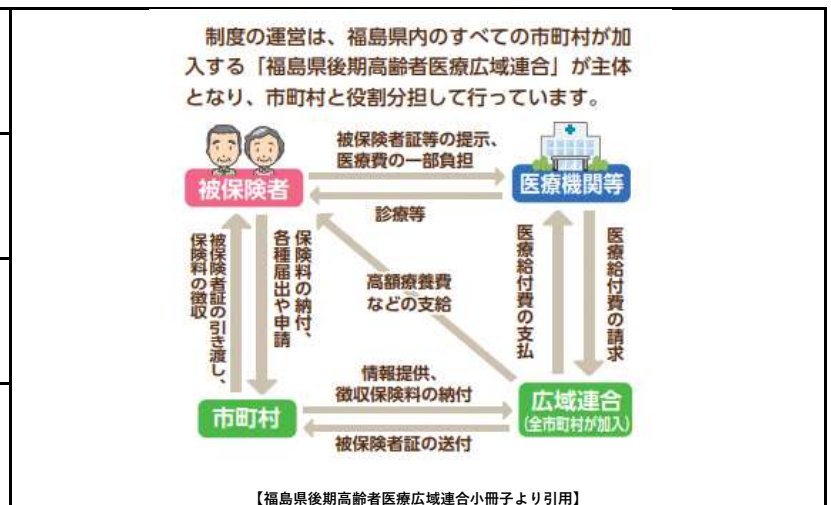 制度の運営は、福島県内のすべての市町村が加
入する「福島県後期高齢者医療広域連合」が主体
となり、市町村と役割分担して行っています。
被保険者証等の提示、
医療費の一部負担
被保険者
医療機関等
診療等
被保険者証の引き渡し、
保険料の徴収
保険料の納付、
各種届出や申請
高額療養費
などの支給
医療給付費の支払
医療給付費の請求
情報提供、
徴収保険料の納付
市町村
広域連合
(全市町村が加入)
被保険者証の送付
【福島県後期高齢者医療広域連合小冊子より引用】